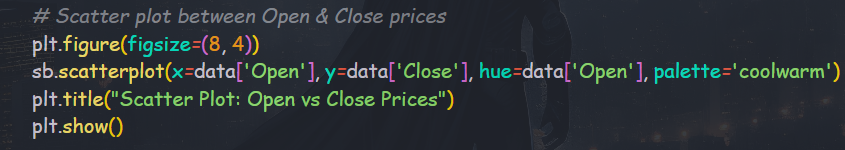 # Scatter plot between Open & Close prices
plt.figure(figsize=(8, 4))
sb.scatterplot(x=data['Open'], y=data['Close'], hue=data['Open'], palette='coolwarm')
plt.title("Scatter Plot: Open vs Close Prices")
plt.show()